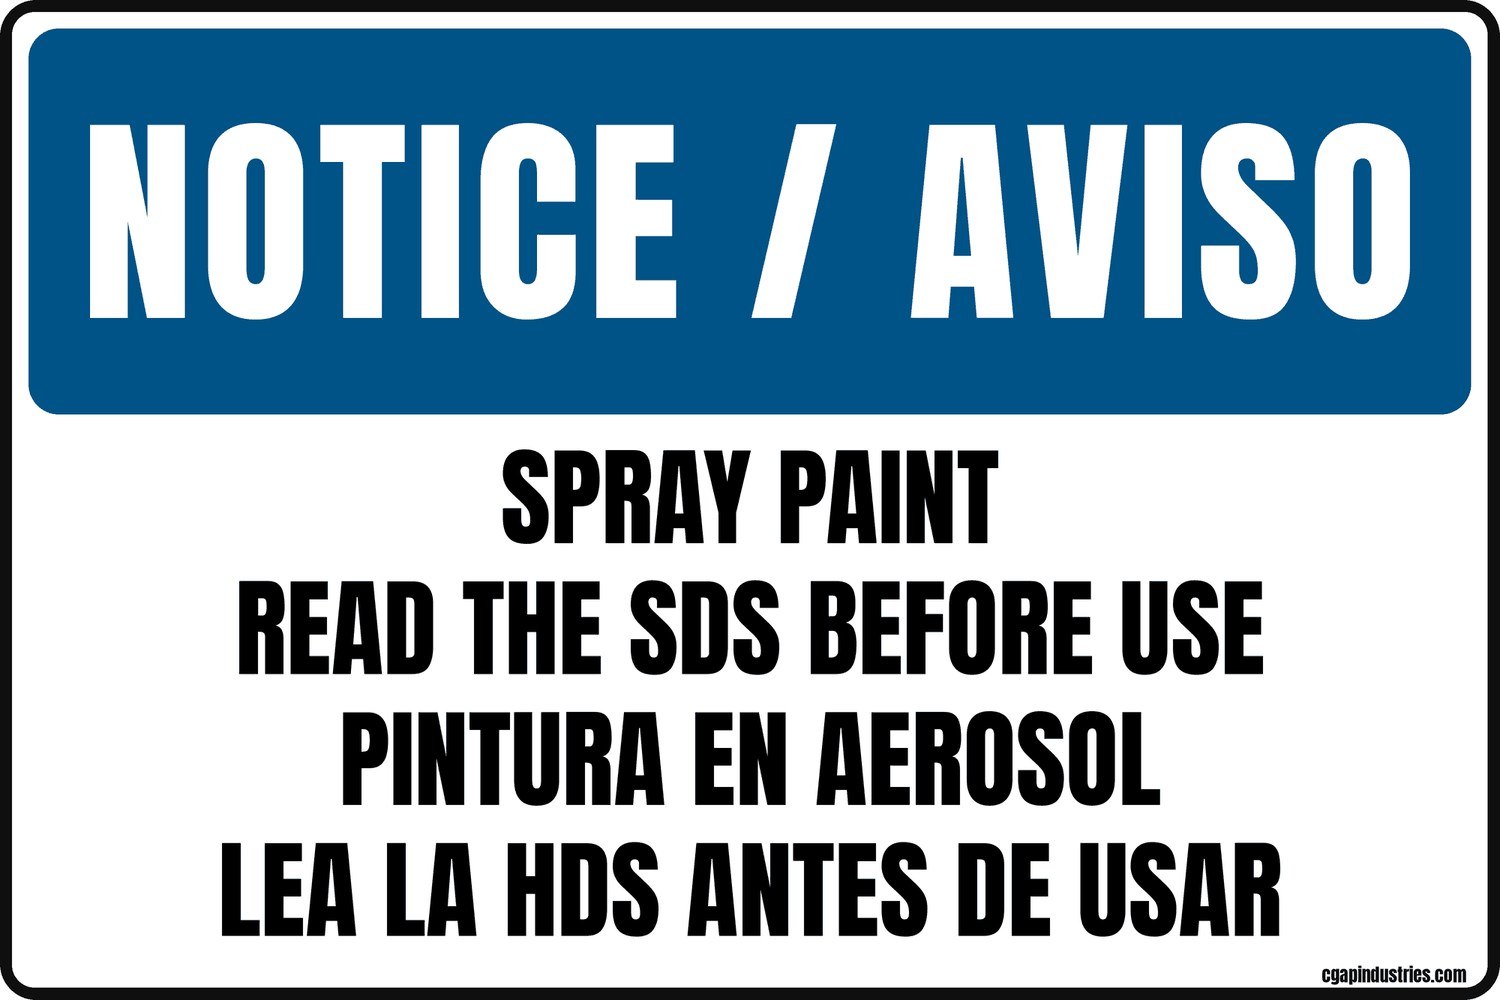 NOTICE / AVISO
SPRAY PAINT
READ THE SDS BEFORE USE
PINTURA EN AEROSOL
LEA LA HDS ANTES DE USAR
cgapindustries.com